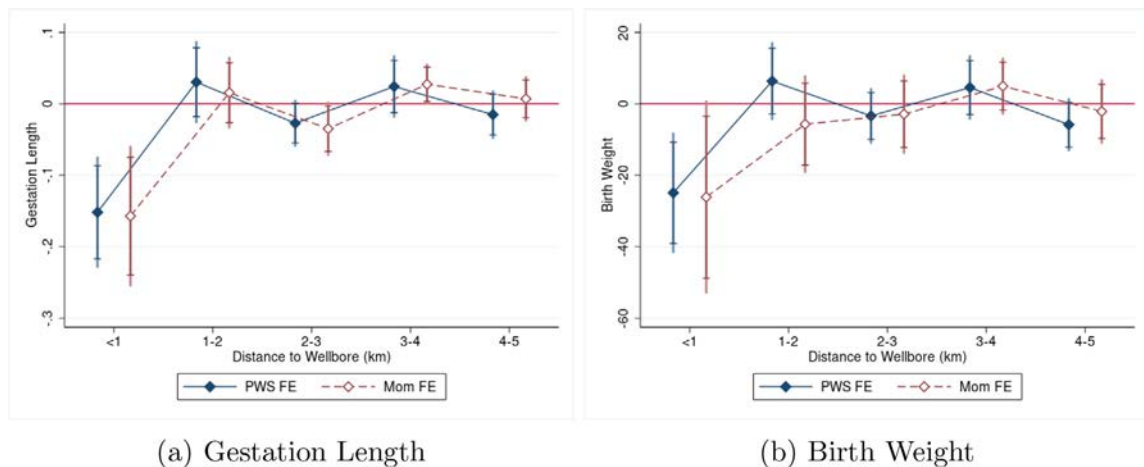 .1
0
-.1
-.2
-.3
Gestation Length
<1 1-2 2-3 3-4 4-5
Distance to Wellbore (km)
PWS FE Mom FE
(a) Gestation Length
20
0
-20
-40
-60
Birth Weight
<1 1-2 2-3 3-4 4-5
Distance to Wellbore (km)
PWS FE Mom FE
(b) Birth Weight